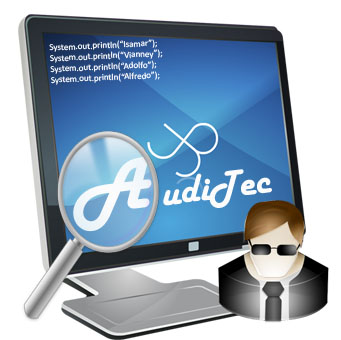 System.out.println("Isamar");
System.out.println("Vianney");
System.out.println("Adolfo");
System.out.println("Alfredo");
AudiTec